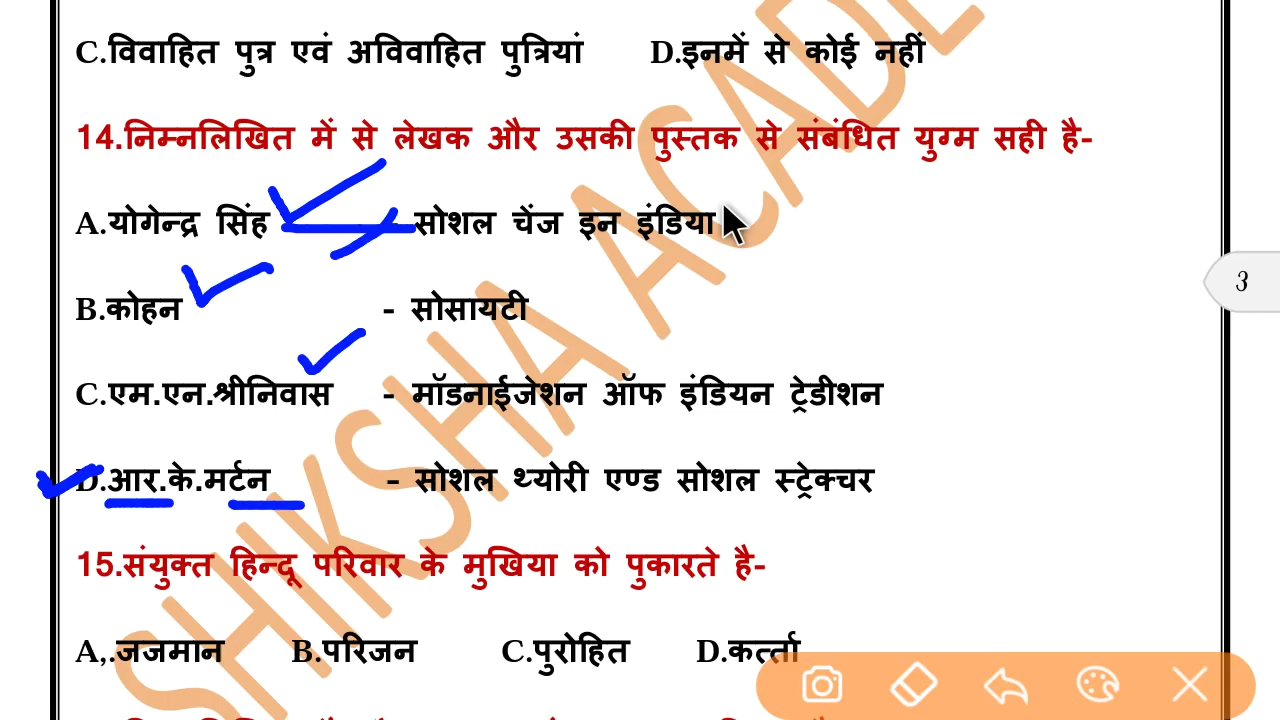 C.विवाहित पुत्र एवं अविवाहित पुत्रियां D.इनमें से कोई नहीं
14.निम्नलिखित में से लेखक और उसकी पुस्तक से संबंधित युग्म सही है-
A.योगेन्द्र सिंह - सोशल चेंज इन इंडिया
B.कोहन - सोसायटी
3
C.एम.एन.श्रीनिवास - मॉडनाईजेशन ऑफ इंडियन ट्रेडीशन
D.आर.के.मर्टन - सोशल थ्योरी एण्ड सोशल स्ट्रेक्चर
15.संयुक्त हिन्दू परिवार के मुखिया को पुकारते है-
A,.जजमान B.परिजन C.पुरोहित D.कर्त्ता
SHIKSHA ACADE